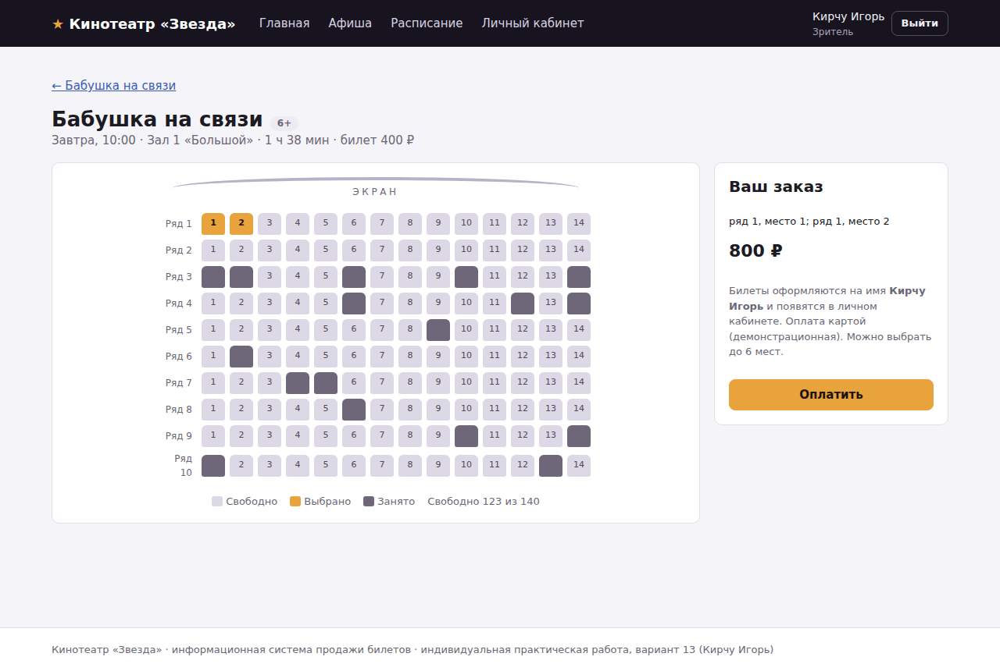 ★ Кинотеатр «Звезда» Главная Афиша Расписание Личный кабинет Кирчу Игорь Зритель Выйти
← Бабушка на связи
Бабушка на связи 6+
Завтра, 10:00 · Зал 1 «Большой» · 1 ч 38 мин · билет 400 ₽
ЭКРАН
Ряд 1 1 2 3 4 5 6 7 8 9 10 11 12 13 14
Ряд 2 1 2 3 4 5 6 7 8 9 10 11 12 13 14
Ряд 3 3 4 5 7 8 9 11 12 13
Ряд 4 1 2 3 4 5 7 8 9 10 11 13
Ряд 5 1 2 3 4 5 6 7 8 10 11 12 13 14
Ряд 6 1 3 4 5 6 7 8 9 10 11 12 13 14
Ряд 7 1 2 3 6 7 8 9 10 11 12 13 14
Ряд 8 1 2 3 4 5 7 8 9 10 11 12 13 14
Ряд 9 1 2 3 4 5 6 7 8 9 11 12 13
Ряд 10 2 3 4 5 6 7 8 9 10 11 12 14
Свободно Выбрано Занято Свободно 123 из 140
Ваш заказ
ряд 1, место 1; ряд 1, место 2
800 ₽
Билеты оформляются на имя Кирчу
Игорь и появятся в личном
кабинете. Оплата картой
(демонстрационная). Можно выбрать
до 6 мест.
Оплатить
Кинотеатр «Звезда» · информационная система продажи билетов · индивидуальная практическая работа, вариант 13 (Кирчу Игорь)